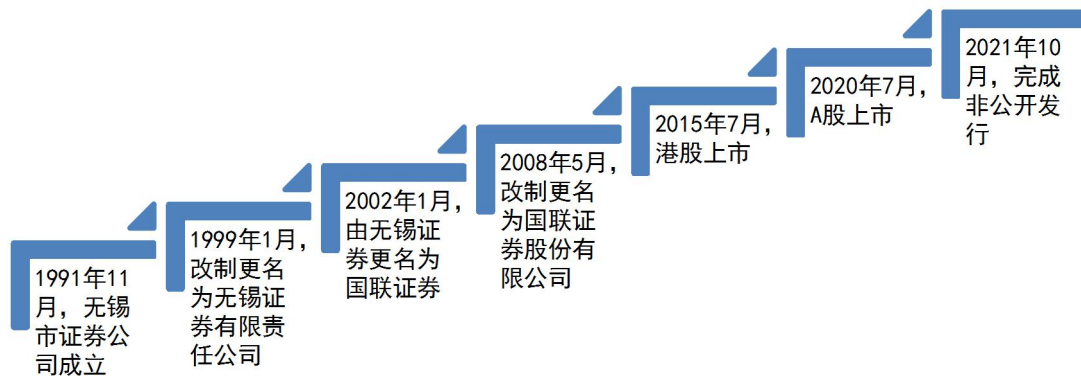 1991年11
月，无锡
市证券公
司成立
1999年1月，
改制更名
为无锡证
券有限责
任公司
2002年1月，
由无锡证
券更名为
国联证券
2008年5月，
改制更名
为国联证
券股份有
限公司
2015年7月，
港股上市
2020年7月，
A股上市
2021年10
月，完成
非公开发
行